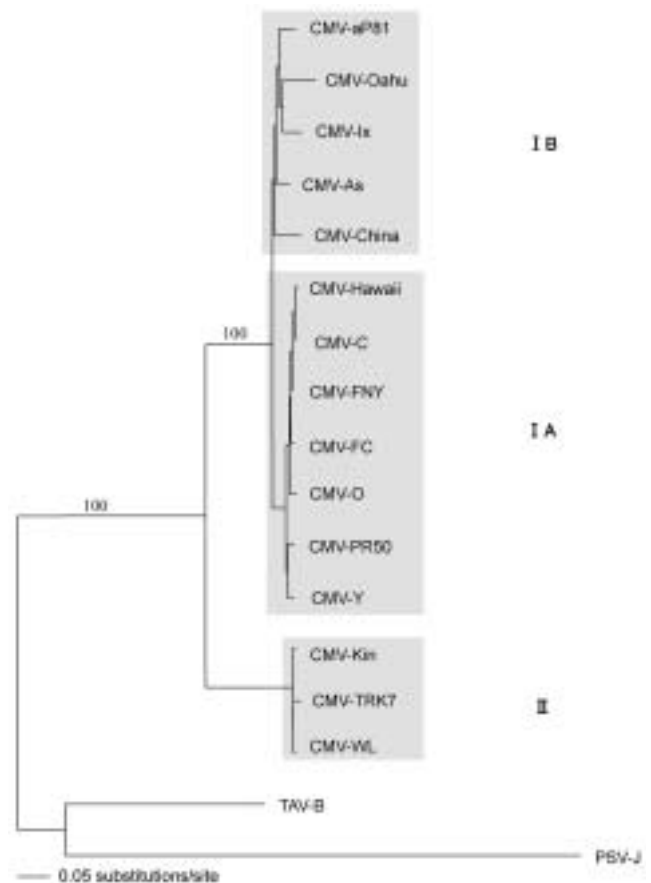 CMV-aP81
CMV-Oahu
CMV-Ix
I B
CMV-As
CMV-China
CMV-Hawaii
100
CMV-C
CMV-FNY
I A
CMV-FC
CMV-O
100
CMV-PR50
CMV-Y
CMV-Kin
CMV-TRK7
II
CMV-WL
TAV-B
PSV-J
0.05 substitutions/site